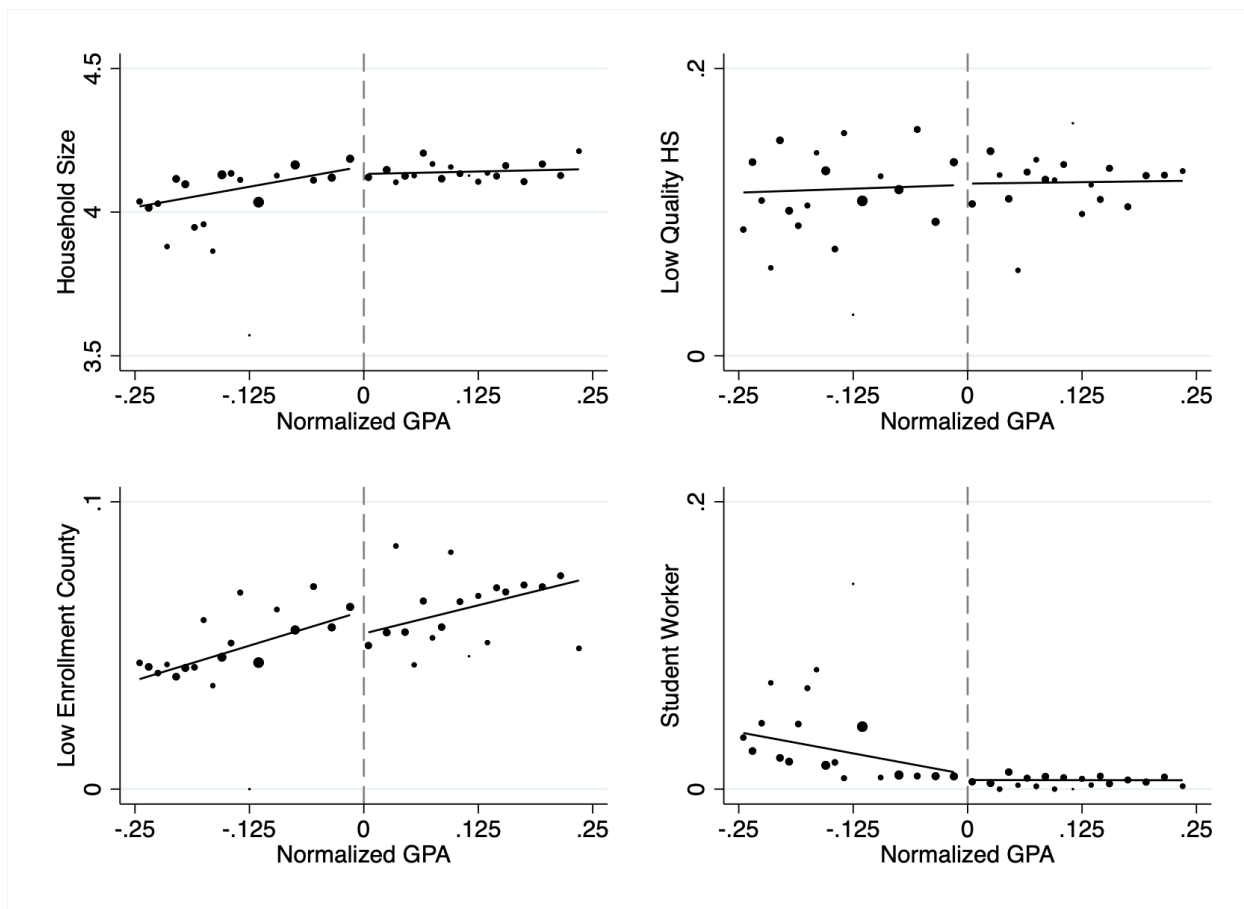 Household Size
4.5
4
3.5
-.25 -.125 0 .125 .25
Normalized GPA
Low Quality HS
.2
0
-.25 -.125 0 .125 .25
Normalized GPA
Low Enrollment County
.1
0
-.25 -.125 0 .125 .25
Normalized GPA
Student Worker
.2
0
-.25 -.125 0 .125 .25
Normalized GPA